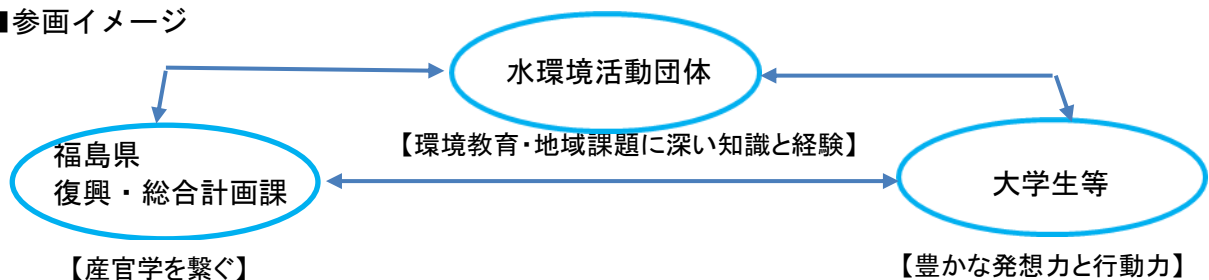 ■参画イメージ
水環境活動団体
【環境教育・地域課題に深い知識と経験】
福島県
復興・総合計画課
【産官学を繋ぐ】
大学生等
【豊かな発想力と行動力】